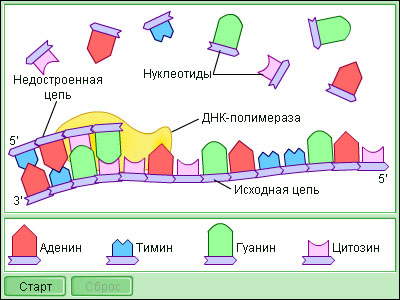 Недостроенная
цепь
Нуклеотиды
ДНК-полимераза
5'
3'
Исходная цепь
5'
Аденин
Тимин
Гуанин
Цитозин
Старт
Сброс